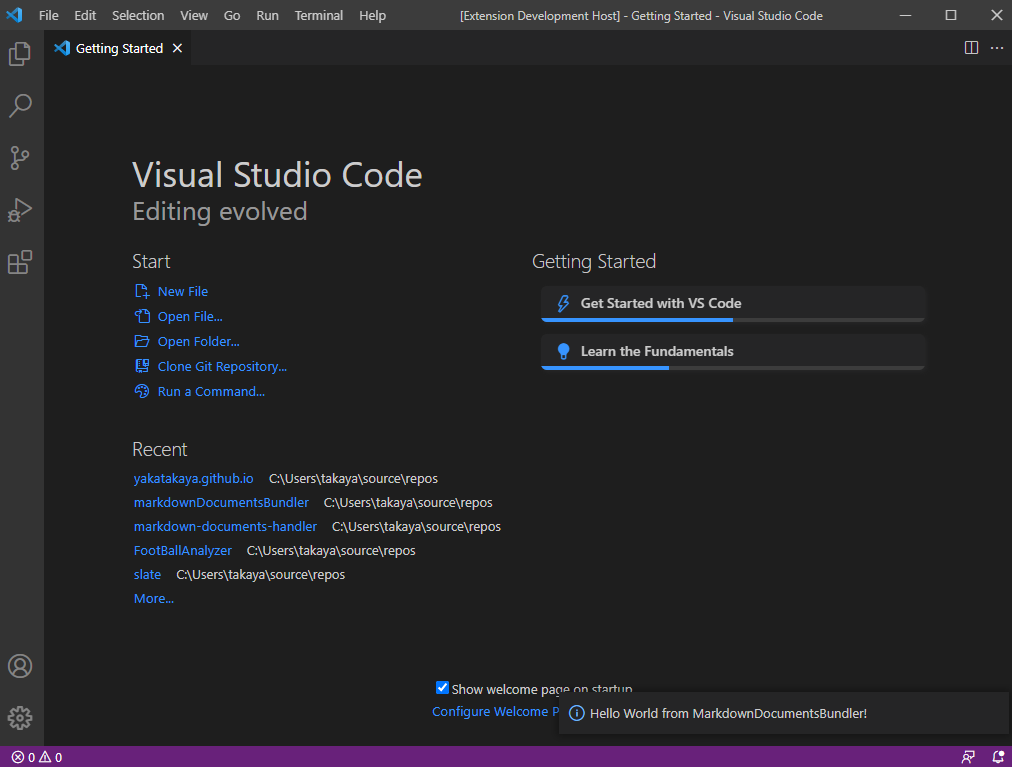 File Edit Selection View Go Run Terminal Help [Extension Development Host] - Getting Started - Visual Studio Code
Getting Started
Visual Studio Code
Editing evolved
Start
New File
Open File...
Open Folder...
Clone Git Repository...
Run a Command...
Getting Started
Get Started with VS Code
Learn the Fundamentals
Recent
yakatakaya.github.io C:\Users\takaya\source\repos
markdownDocumentsBundler C:\Users\takaya\source\repos
markdown-documents-handler C:\Users\takaya\source\repos
FootBallAnalyzer C:\Users\takaya\source\repos
slate C:\Users\takaya\source\repos
More...
Show welcome page on startup
Configure Welcome P
Hello World from MarkdownDocumentsBundler!
0 0